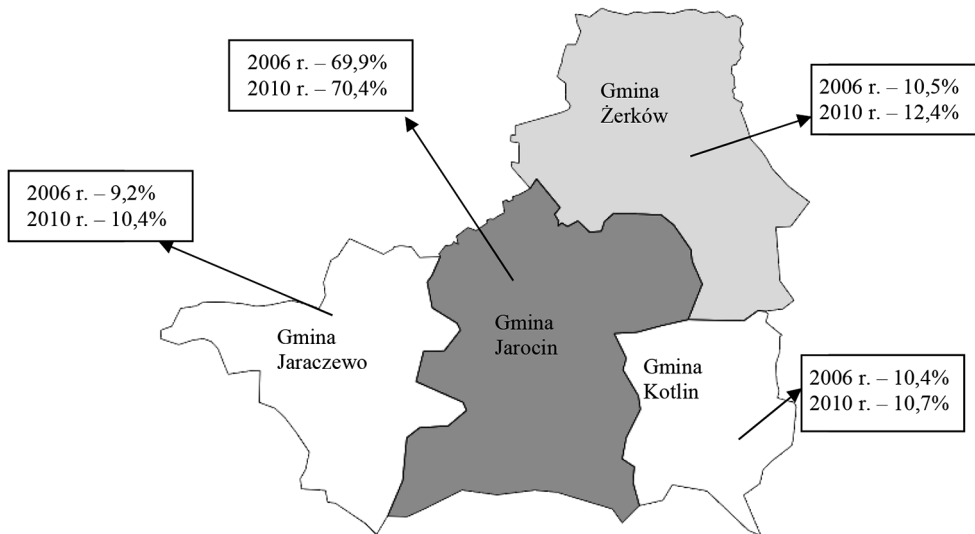 2006 r. – 69,9%
2010 r. – 70,4%
Gmina
Żerków
2006 r. – 10,5%
2010 r. – 12,4%
2006 r. – 9,2%
2010 r. – 10,4%
Gmina
Jaraczewo
Gmina
Jarocin
Gmina
Kotlin
2006 r. – 10,4%
2010 r. – 10,7%